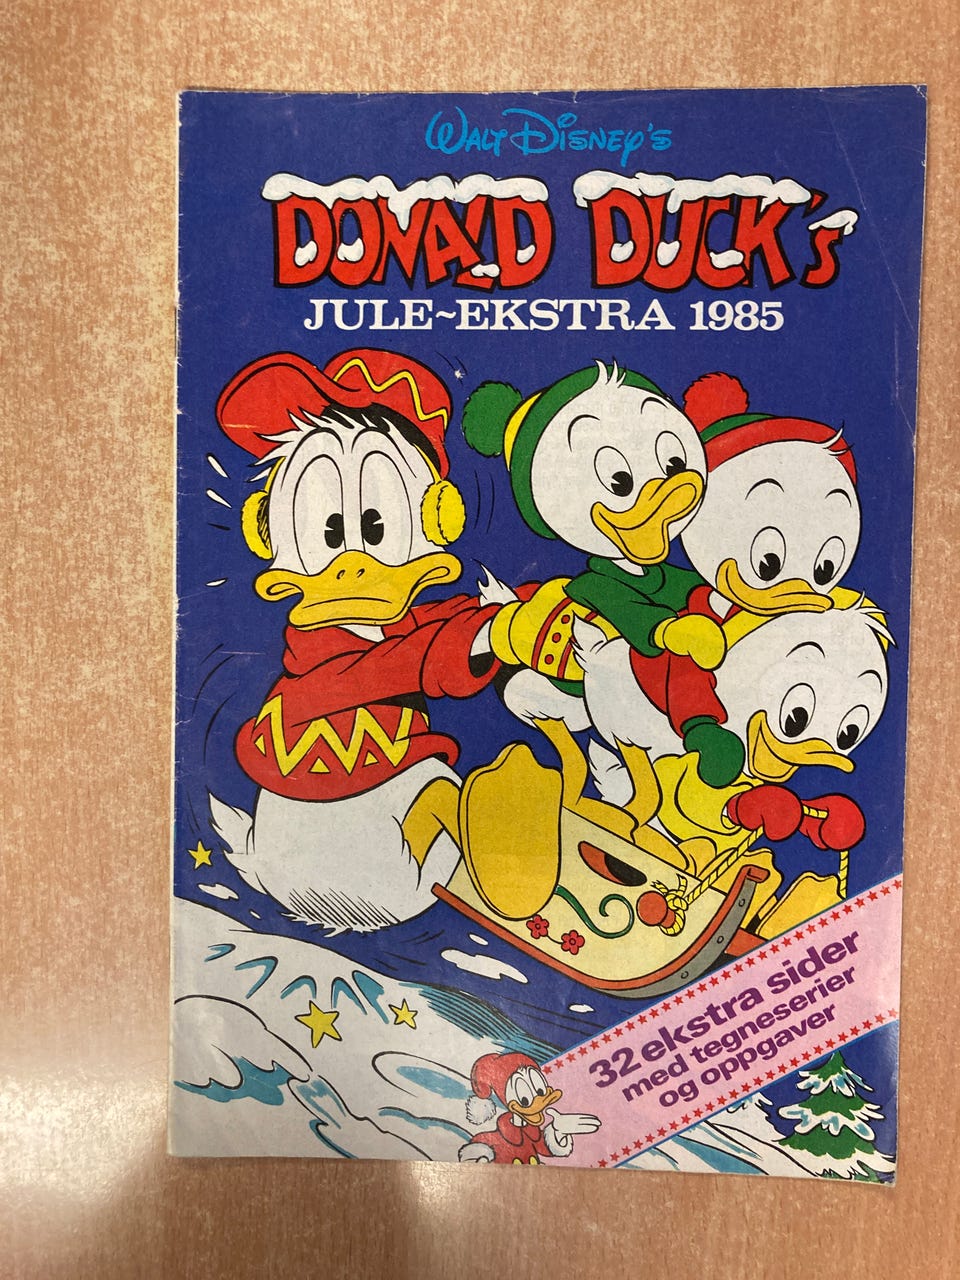 Walt Disney's
DONALD DUCK's
JULE~EKSTRA 1985
32 ekstra sider
med tegneserier
og oppgaver